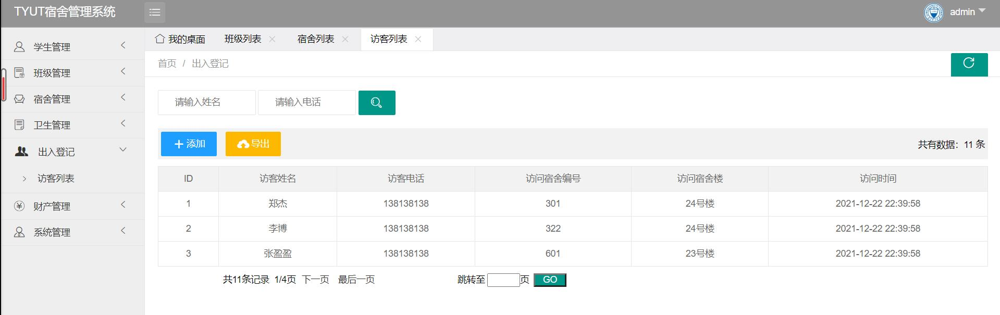 TYUT宿舍管理系统
admin
学生管理
班级管理
宿舍管理
卫生管理
出入登记
访客列表
财产管理
系统管理
我的桌面 班级列表 宿舍列表 访客列表
首页 / 出入登记
请输入姓名 请输入电话
添加 导出 共有数据：11 条
ID 访客姓名 访客电话 访问宿舍编号 访问宿舍楼 访问时间
1 郑杰 138138138 301 24号楼 2021-12-22 22:39:58
2 李博 138138138 322 24号楼 2021-12-22 22:39:58
3 张盈盈 138138138 601 23号楼 2021-12-22 22:39:58
共11条记录 1/4页 下一页 最后一页 跳转至 页 GO